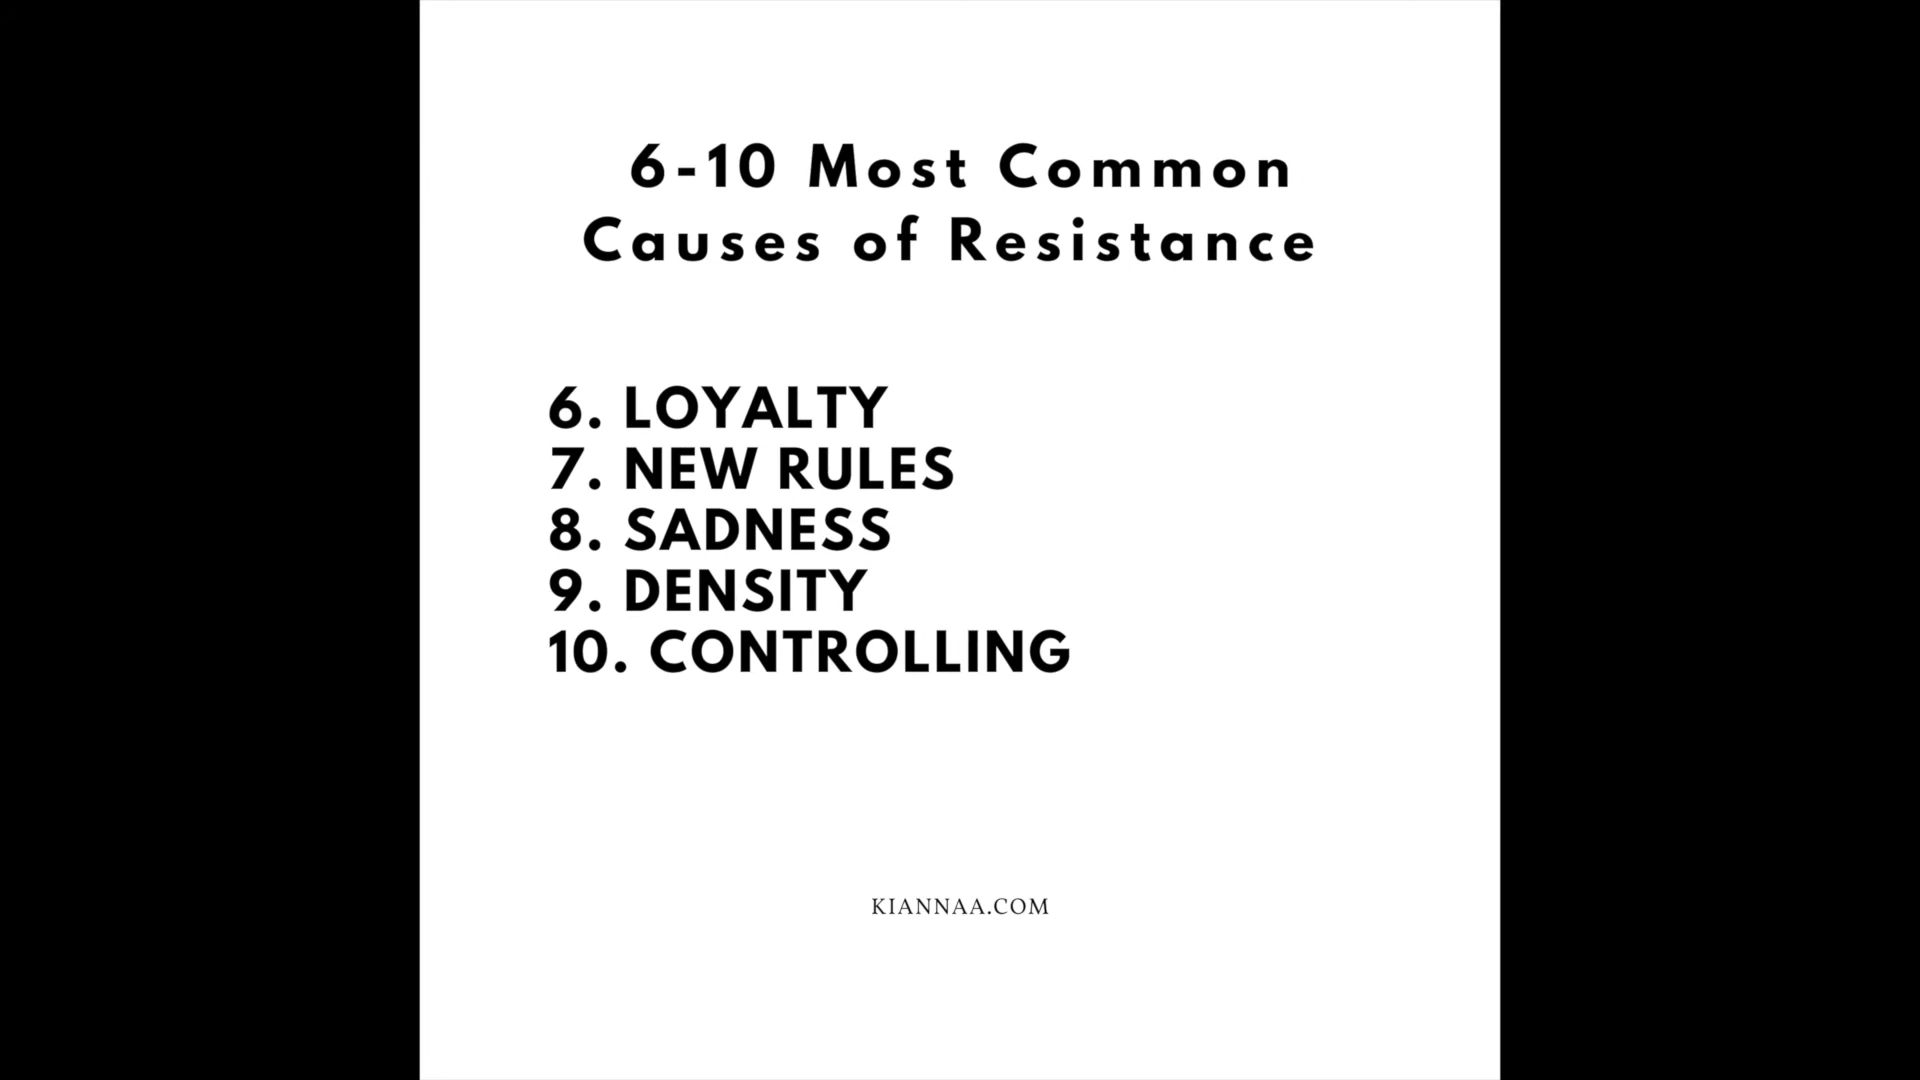 6-10 Most Common
Causes of Resistance
6. LOYALTY
7. NEW RULES
8. SADNESS
9. DENSITY
10. CONTROLLING
KIANNAA.COM